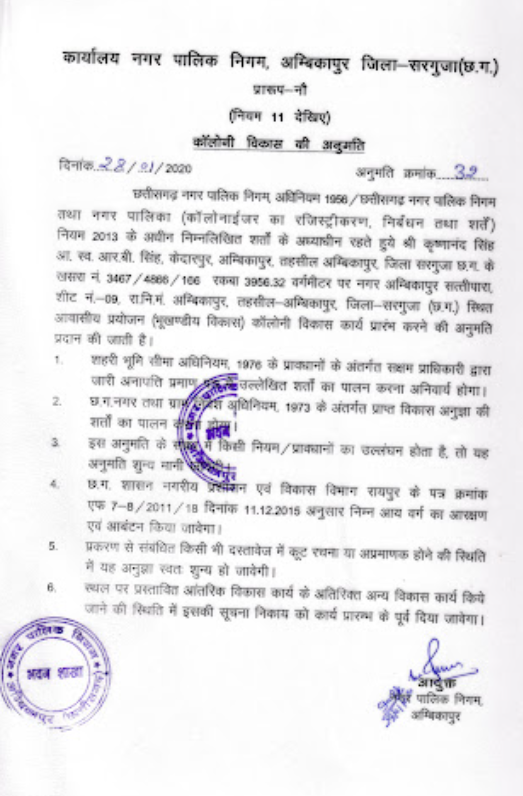 कार्यालय नगर पालिक निगम, अम्बिकापुर जिला–सरगुजा(छ.ग.)
प्रारूप–नौ
(नियम 11 देखिए)
कॉलोनी विकास की अनुमति
दिनांक 28/01/2020 अनुमति क्रमांक 32
छत्तीसगढ़ नगर पालिक निगम, अधिनियम 1956/छत्तीसगढ़ नगर पालिक निगम
तथा नगर पालिका (कॉलोनाईजर का रजिस्ट्रीकरण, निर्बंधन तथा शर्ते)
नियम 2013 के अधीन निम्नलिखित शर्तो के अध्याधीन रहते हुये श्री कृष्णानंद सिंह
आ. स्व. आर.बी. सिंह, केदारपुर, अम्बिकापुर, तहसील अम्बिकापुर, जिला सरगुजा छ.ग. के
खसरा नं. 3467/4866/166 रकबा 3956.32 वर्गमीटर पर नगर अम्बिकापुर सत्तीपारा,
शीट नं.–09, रा.नि.मं. अम्बिकापुर, तहसील–अम्बिकापुर, जिला–सरगुजा (छ.ग.) स्थित
आवासीय प्रयोजन (भूखण्डीय विकास) कॉलोनी विकास कार्य प्रारंभ करने की अनुमति
प्रदान की जाती है।
1. शहरी भूमि सीमा अधिनियम, 1976 के प्रावधानों के अंतर्गत सक्षम प्राधिकारी द्वारा
जारी अनापत्ति प्रमाण उल्लेखित शर्तों का पालन करना अनिवार्य होगा।
2. छ.ग.नगर तथा ग्राम निवेश अधिनियम, 1973 के अंतर्गत प्राप्त विकास अनुज्ञा की
शर्तों का पालन होगा।
3. इस अनुमति के में किसी नियम/प्रावधानों का उल्लंघन होता है, तो यह
अनुमति शुन्य मानी
4. छ.ग. शासन नगरीय प्रशासन एवं विकास विभाग रायपुर के पत्र क्रमांक
एफ 7–8/2011/18 दिनांक 11.12.2015 अनुसार निम्न आय वर्ग का आरक्षण
एवं आबंटन किया जावेगा।
5. प्रकरण से संबंधित किसी भी दस्तावेज में कूट रचना या अप्रमाणक होने की स्थिति
में यह अनुज्ञा स्वतः शुन्य हो जावेगी।
6. स्थल पर प्रस्तावित आंतरिक विकास कार्य के अतिरिक्त अन्य विकास कार्य किये
जाने की स्थिति में इसकी सूचना निकाय को कार्य प्रारम्भ के पूर्व दिया जावेगा।
नगर पालिक निगम
भवन शाखा
आयुक्त
नगर पालिक निगम,
अम्बिकापुर